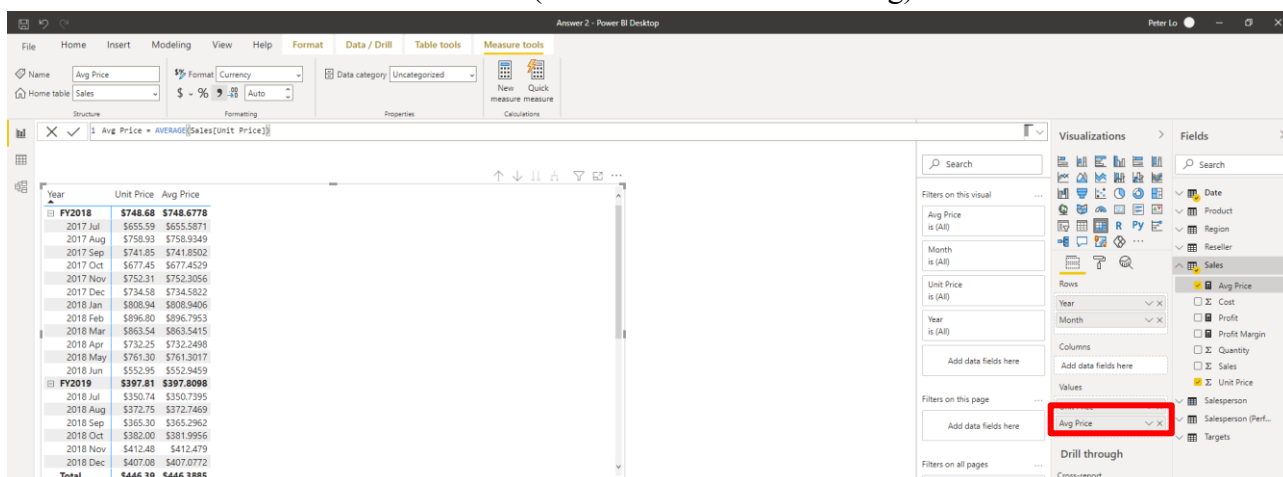 Answer 2 - Power BI Desktop
Peter Lo
File Home Insert Modeling View Help Format Data / Drill Table tools Measure tools
Name Avg Price
Home table Sales
Structure
$% Format Currency
$ - % 9 .00 Auto
Formatting
Data category Uncategorized
Properties
New measure
Quick measure
Calculations
1 Avg Price = AVERAGE(Sales[Unit Price])
Year Unit Price Avg Price
FY2018 $748.68 $748.6778
2017 Jul $655.59 $655.5871
2017 Aug $758.93 $758.9349
2017 Sep $741.85 $741.8502
2017 Oct $677.45 $677.4529
2017 Nov $752.31 $752.3056
2017 Dec $734.58 $734.5822
2018 Jan $808.94 $808.9406
2018 Feb $896.80 $896.7953
2018 Mar $863.54 $863.5415
2018 Apr $732.25 $732.2498
2018 May $761.30 $761.3017
2018 Jun $552.95 $552.9459
FY2019 $397.81 $397.8098
2018 Jul $350.74 $350.7395
2018 Aug $372.75 $372.7469
2018 Sep $365.30 $365.2962
2018 Oct $382.00 $381.9956
2018 Nov $412.48 $412.479
2018 Dec $407.08 $407.0772
Total $446.39 $446.3885
Search
Filters on this visual ...
Avg Price
is (All)
Month
is (All)
Unit Price
is (All)
Year
is (All)
Add data fields here
Filters on this page ...
Add data fields here
Filters on all pages ...
Visualizations
R Py
...
Rows
Year
Month
Columns
Add data fields here
Values
Avg Price
Drill through
Cross-report
Fields
Search
Date
Product
Region
Reseller
Sales
Avg Price
Σ Cost
Profit
Profit Margin
Σ Quantity
Σ Sales
Σ Unit Price
Salesperson
Salesperson (Perf...
Targets